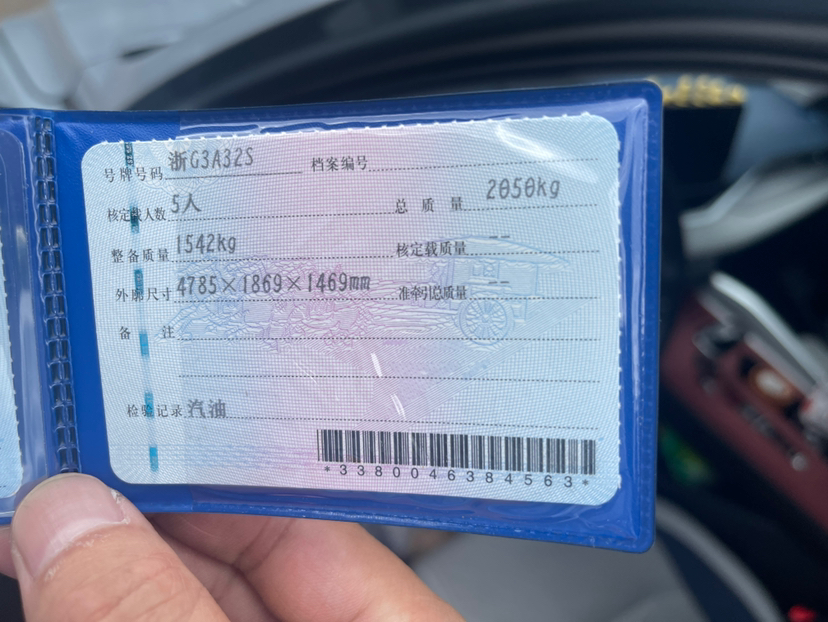 号牌号码 浙G3A32S 档案编号
核定载人数 5人 总质量 2050kg
整备质量 1542kg 核定载质量 --
外廓尺寸 4785×1869×1469mm 准牵引总质量 --
备注
检验记录 汽油
*3380046384563*